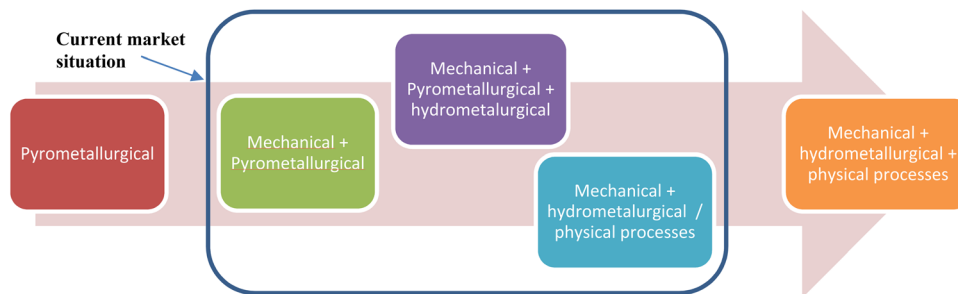 Current market
situation
Pyrometallurgical
Mechanical +
Pyrometallurgical
Mechanical +
Pyrometallurgical +
hydrometalurgical
Mechanical +
hydrometalurgical /
physical processes
Mechanical +
hydrometallurgical +
physical processes